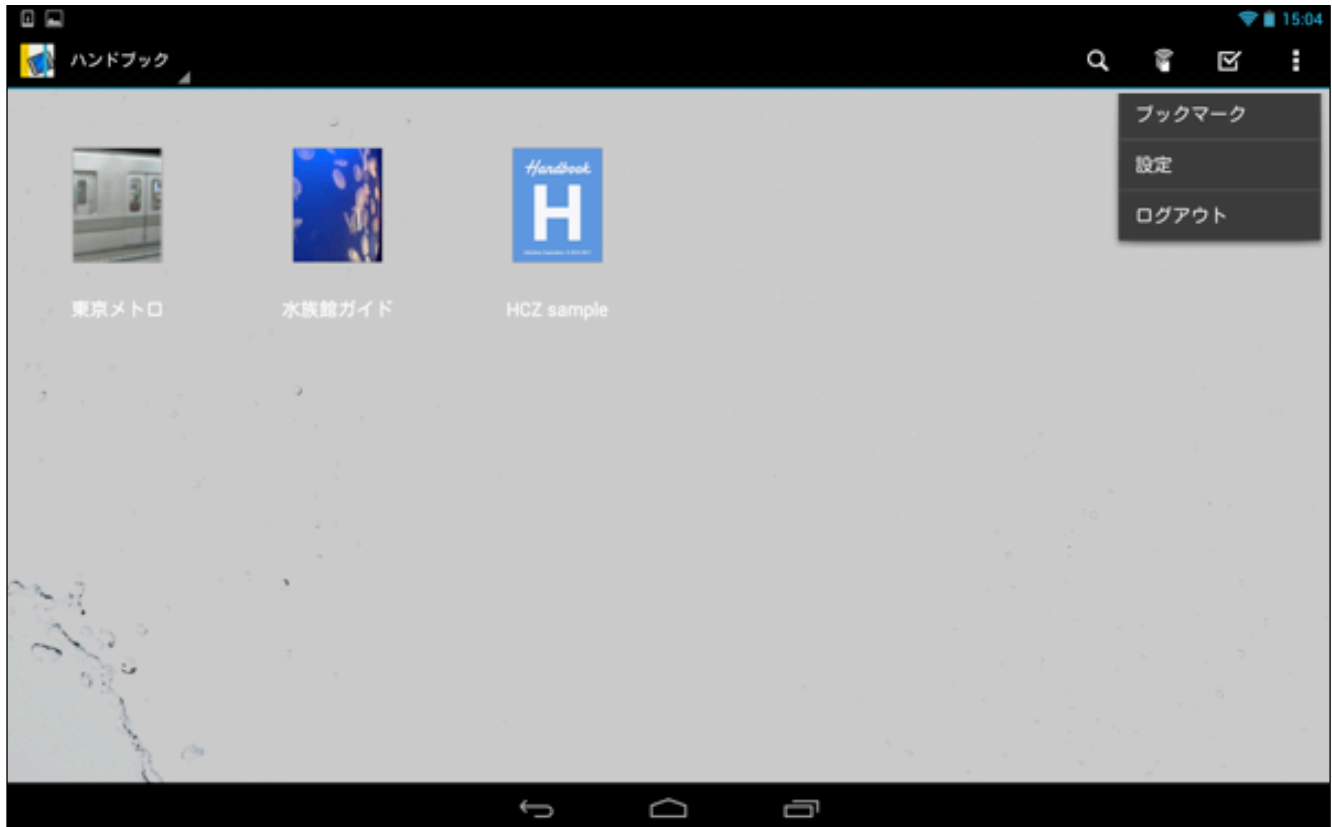 15:04
ハンドブック
ブックマーク
設定
ログアウト
Handbook
H
東京メトロ
水族館ガイド
HCZ sample